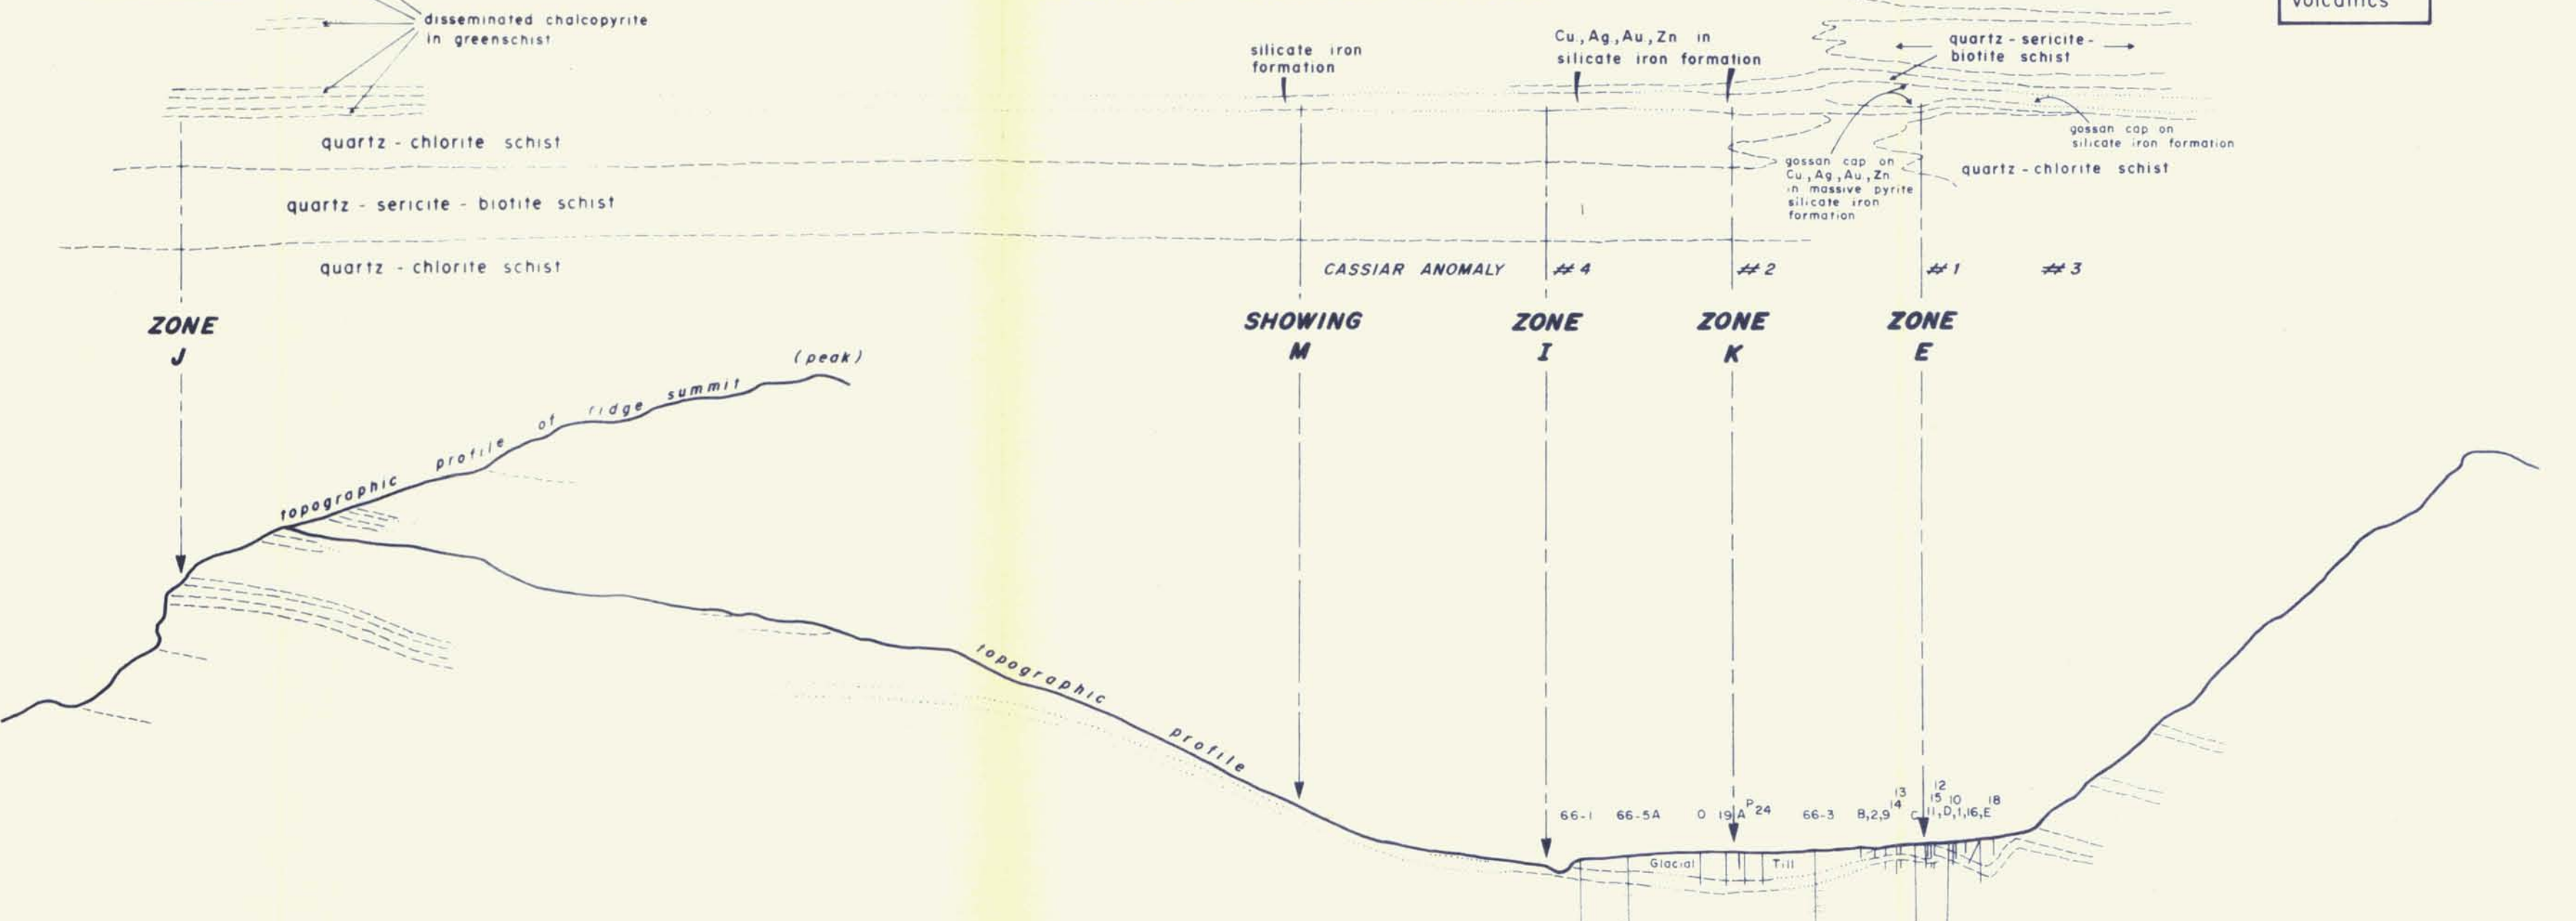 volcanics
disseminated chalcopyrite
in greenschist
silicate iron
formation
Cu., Ag., Au., Zn in
silicate iron formation
quartz - sericite -
biotite schist
quartz - chlorite schist
gossan cap on
silicate iron formation
gossan cap on
Cu., Ag., Au., Zn.
in massive pyrite
silicate iron
formation
quartz - chlorite schist
quartz - sericite - biotite schist
quartz - chlorite schist
CASSIAR ANOMALY
#4
#2
#1
#3
ZONE
J
SHOWING
M
ZONE
I
ZONE
K
ZONE
E
(peak)
topographic profile of ridge summit
topographic profile
66-1
66-5A
O
19
A
P
24
66-3
8,2,9
14
13
C
12
15
10
11,D,1,16,E
18
Glacial
Till